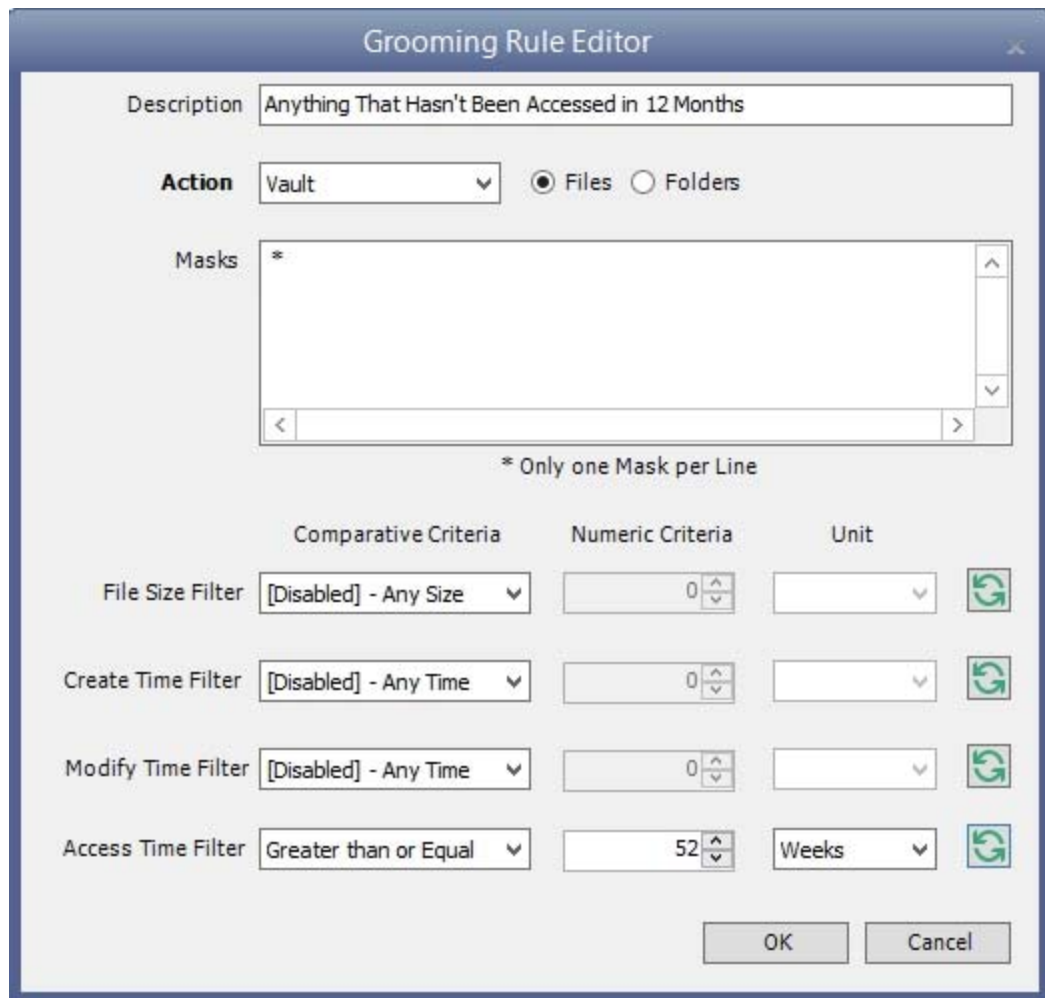 Grooming Rule Editor
Description Anything That Hasn't Been Accessed in 12 Months
Action Vault Files Folders
Masks *
* Only one Mask per Line
Comparative Criteria Numeric Criteria Unit
File Size Filter [Disabled] - Any Size 0
Create Time Filter [Disabled] - Any Time 0
Modify Time Filter [Disabled] - Any Time 0
Access Time Filter Greater than or Equal 52 Weeks
OK Cancel